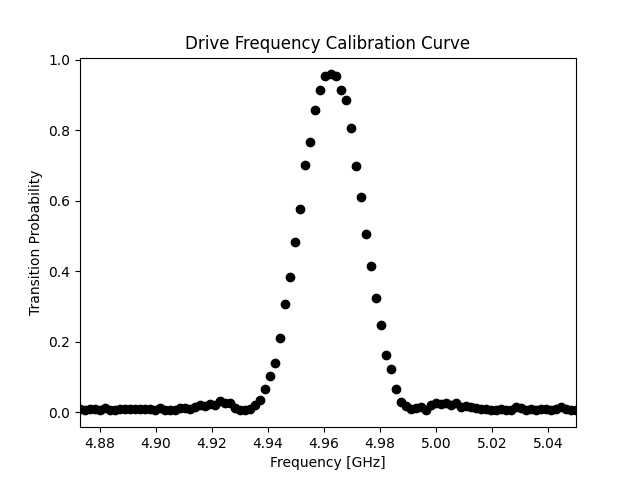 Drive Frequency Calibration Curve
1.0
0.8
0.6
0.4
0.2
0.0
Transition Probability
4.88 4.90 4.92 4.94 4.96 4.98 5.00 5.02 5.04
Frequency [GHz]